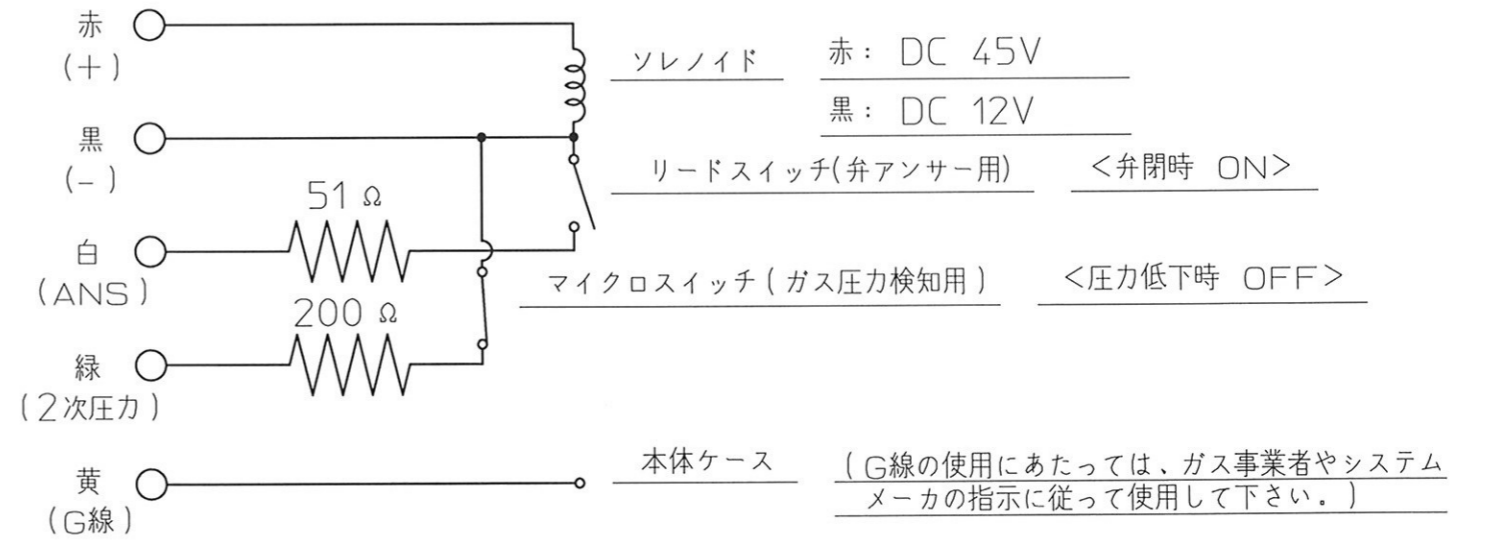 赤
(+)
ソレノイド
赤: DC 45V
黒: DC 12V
黒
(-)
リードスイッチ(弁アンサー用)
<弁閉時 ON>
51 Ω
白
(ANS)
マイクロスイッチ(ガス圧力検知用)
<圧力低下時 OFF>
200 Ω
緑
(2次圧力)
本体ケース
(G線の使用にあたっては、ガス事業者やシステム
メーカの指示に従って使用して下さい。)
黄
(G線)